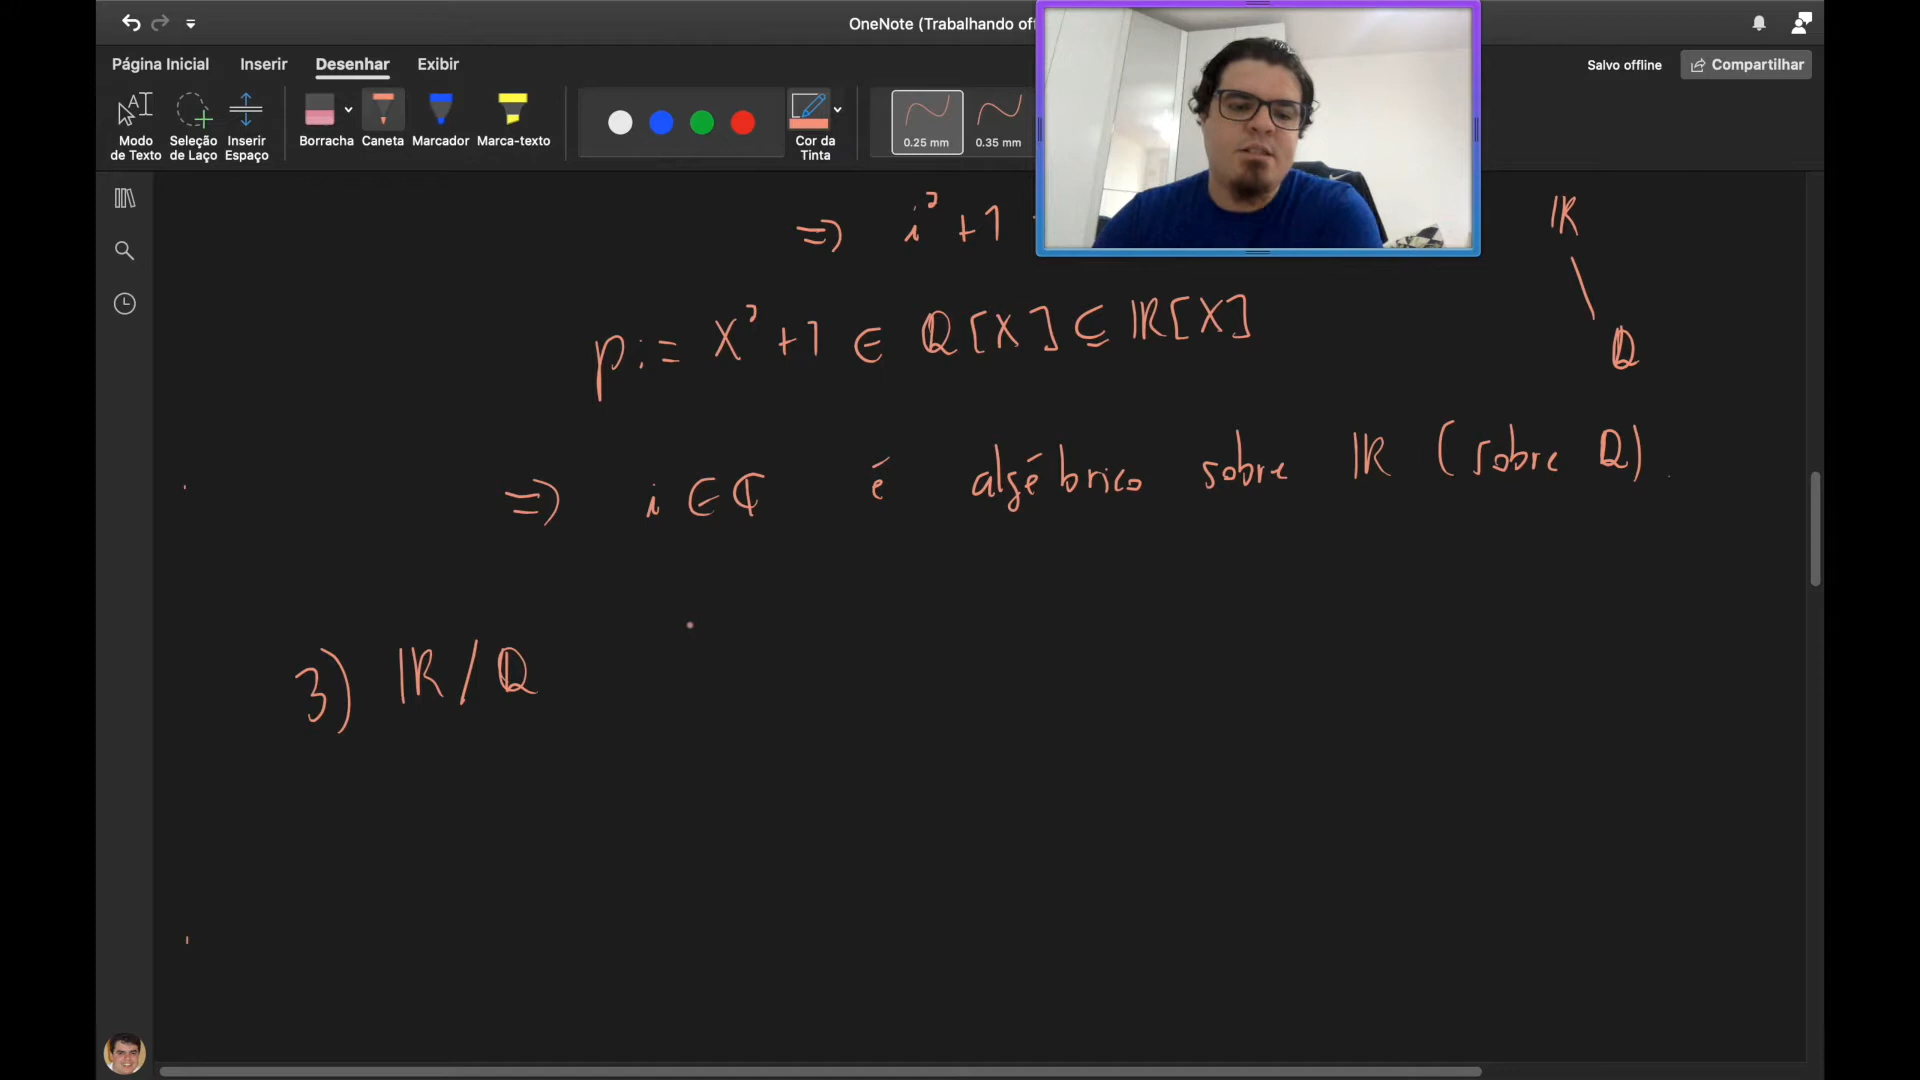 OneNote (Trabalhando of
Página Inicial Inserir Desenhar Exibir
Salvo offline Compartilhar
Modo de Texto
Seleção de Laço
Inserir Espaço
Borracha Caneta Marcador Marca-texto
Cor da Tinta
0.25 mm 0.35 mm
=> i² + 1
ℝ
p := X² + 1 ∈ ℚ[X] ⊆ ℝ[X]
ℚ
=> i ∈ ℂ é algébrico sobre ℝ (sobre ℚ).
3) ℝ/ℚ